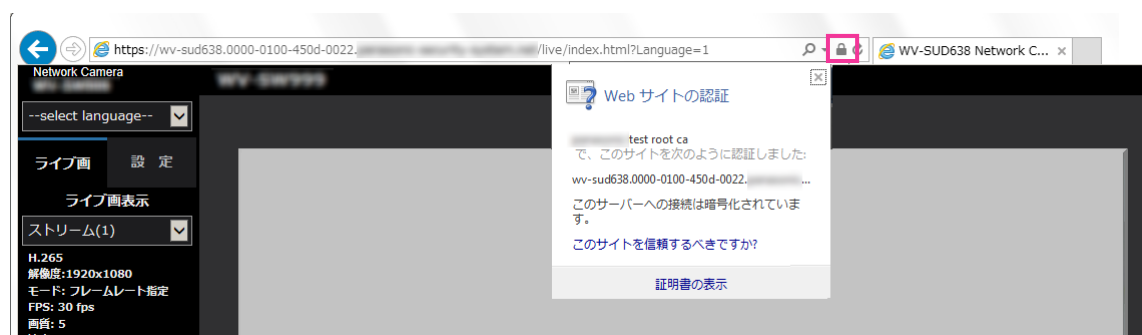 https://wv-sud638.0000-0100-450d-0022. /live/index.html?Language=1
WV-SUD638 Network C...
Network Camera
WV-SW999
--select language--
ライブ画
設 定
ライブ画表示
ストリーム(1)
H.265
解像度:1920x1080
モード: フレームレート指定
FPS: 30 fps
画質: 5
Web サイトの認証
test root ca
で、このサイトを次のように認証しました:
wv-sud638.0000-0100-450d-0022. ...
このサーバーへの接続は暗号化されていま
す。
このサイトを信頼するべきですか?
証明書の表示